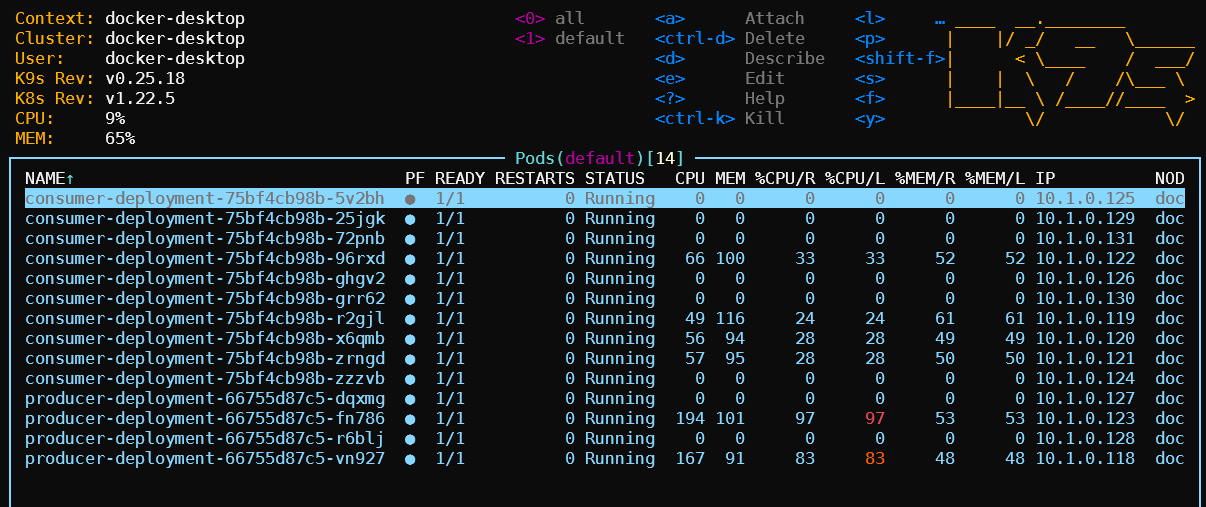 Context: docker-desktop <0> all <a> Attach <l> …
Cluster: docker-desktop <1> default <ctrl-d> Delete <p>
User: docker-desktop <d> Describe <shift-f>
K9s Rev: v0.25.18 <e> Edit <s>
K8s Rev: v1.22.5 <?> Help <f>
CPU: 9% <ctrl-k> Kill <y>
MEM: 65%
Pods(default)[14]
NAME↑ PF READY RESTARTS STATUS CPU MEM %CPU/R %CPU/L %MEM/R %MEM/L IP NOD
consumer-deployment-75bf4cb98b-5v2bh ● 1/1 0 Running 0 0 0 0 0 0 10.1.0.125 doc
consumer-deployment-75bf4cb98b-25jgk ● 1/1 0 Running 0 0 0 0 0 0 10.1.0.129 doc
consumer-deployment-75bf4cb98b-72pnb ● 1/1 0 Running 0 0 0 0 0 0 10.1.0.131 doc
consumer-deployment-75bf4cb98b-96rxd ● 1/1 0 Running 66 100 33 33 52 52 10.1.0.122 doc
consumer-deployment-75bf4cb98b-ghgv2 ● 1/1 0 Running 0 0 0 0 0 0 10.1.0.126 doc
consumer-deployment-75bf4cb98b-grr62 ● 1/1 0 Running 0 0 0 0 0 0 10.1.0.130 doc
consumer-deployment-75bf4cb98b-r2gjl ● 1/1 0 Running 49 116 24 24 61 61 10.1.0.119 doc
consumer-deployment-75bf4cb98b-x6qmb ● 1/1 0 Running 56 94 28 28 49 49 10.1.0.120 doc
consumer-deployment-75bf4cb98b-zrngd ● 1/1 0 Running 57 95 28 28 50 50 10.1.0.121 doc
consumer-deployment-75bf4cb98b-zzzvb ● 1/1 0 Running 0 0 0 0 0 0 10.1.0.124 doc
producer-deployment-66755d87c5-dqxmg ● 1/1 0 Running 0 0 0 0 0 0 10.1.0.127 doc
producer-deployment-66755d87c5-fn786 ● 1/1 0 Running 194 101 97 97 53 53 10.1.0.123 doc
producer-deployment-66755d87c5-r6blj ● 1/1 0 Running 0 0 0 0 0 0 10.1.0.128 doc
producer-deployment-66755d87c5-vn927 ● 1/1 0 Running 167 91 83 83 48 48 10.1.0.118 doc